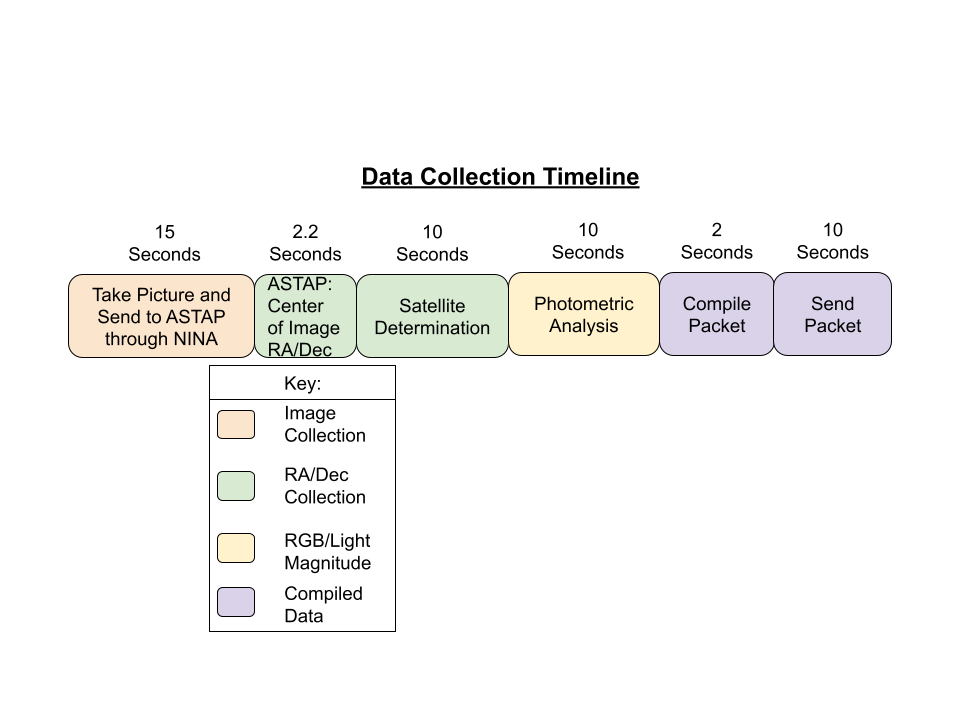 Data Collection Timeline
15
Seconds
2.2
Seconds
10
Seconds
10
Seconds
2
Seconds
10
Seconds
Take Picture and
Send to ASTAP
through NINA
ASTAP:
Center
of Image
RA/Dec
Satellite
Determination
Photometric
Analysis
Compile
Packet
Send
Packet
Key:
Image
Collection
RA/Dec
Collection
RGB/Light
Magnitude
Compiled
Data